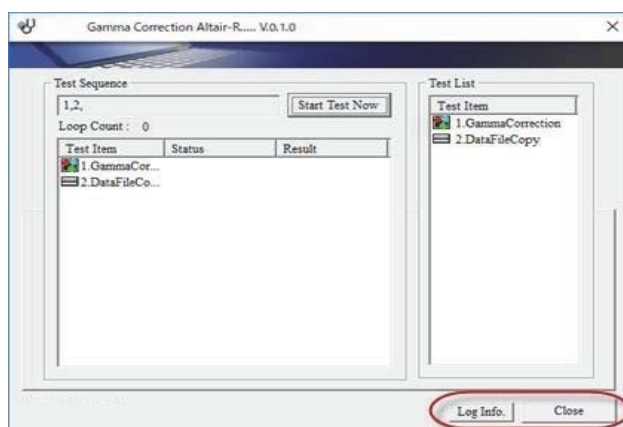 Gamma Correction Altair-R..... V.0.1.0
Test Sequence
1,2,
Start Test Now
Loop Count : 0
Test Item Status Result
1.GammaCor...
2.DataFileCo...
Test List
Test Item
1.GammaCorrection
2.DataFileCopy
Log Info.
Close